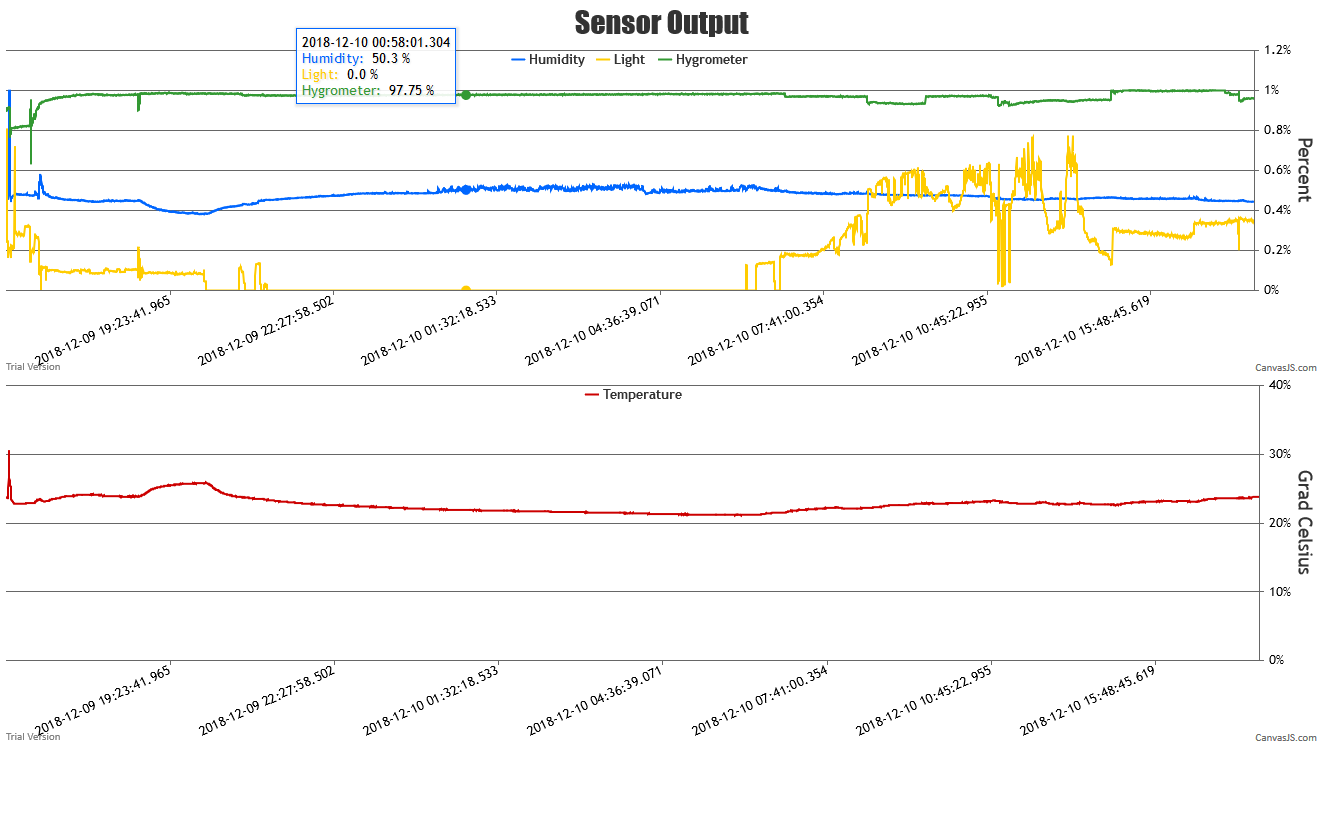 Sensor Output
2018-12-10 00:58:01.304
Humidity: 50.3 %
Light: 0.0 %
Hygrometer: 97.75 %
Humidity Light Hygrometer
1.2%
1%
0.8%
0.6%
0.4%
0.2%
0%
Percent
2018-12-09 19:23:41.965
2018-12-09 22:27:58.502
2018-12-10 01:32:18.533
2018-12-10 04:36:39.071
2018-12-10 07:41:00.354
2018-12-10 10:45:22.955
2018-12-10 15:48:45.619
Trial Version
CanvasJS.com
Temperature
40%
30%
20%
10%
0%
Grad Celsius
2018-12-09 19:23:41.965
2018-12-09 22:27:58.502
2018-12-10 01:32:18.533
2018-12-10 04:36:39.071
2018-12-10 07:41:00.354
2018-12-10 10:45:22.955
2018-12-10 15:48:45.619
Trial Version
CanvasJS.com